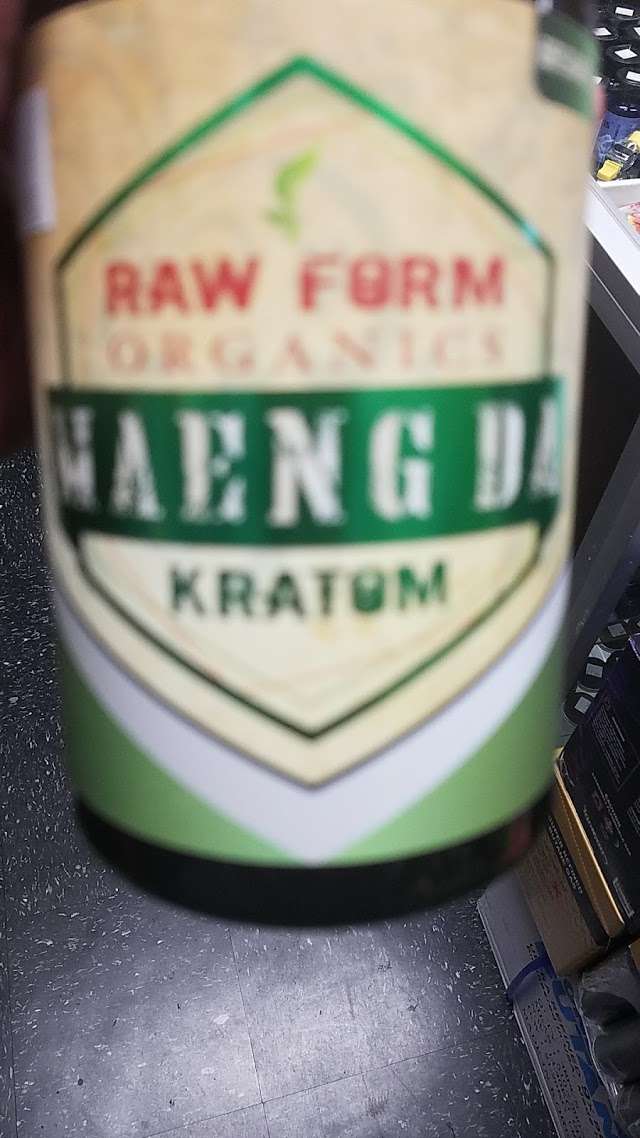 RAW FORM
ORGANICS
MAENG DA
KRATOM